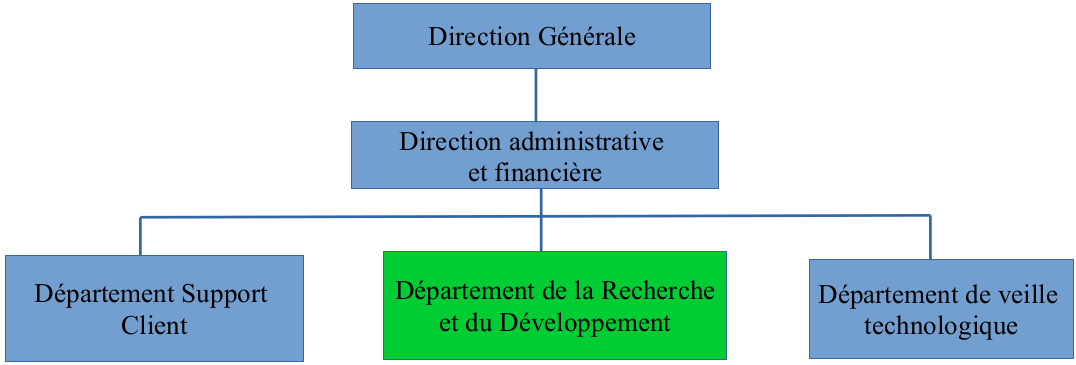 Direction Générale
Direction administrative
et financière
Département Support
Client
Département de la Recherche
et du Développement
Département de veille
technologique